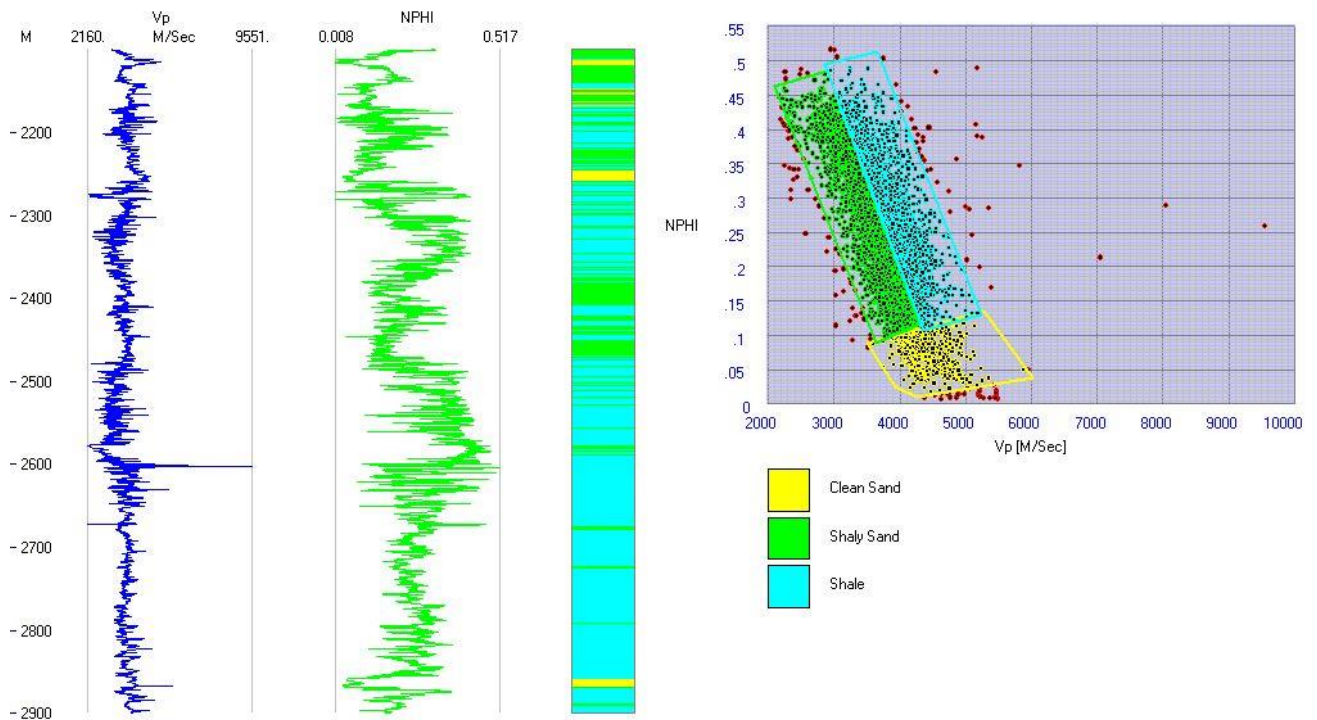 Vp
NPHI
M 2160. M/Sec 9551. 0.008 0.517
- 2200
- 2300
- 2400
- 2500
- 2600
- 2700
- 2800
- 2900
.55
.5
.45
.4
.35
.3
.25
.2
.15
.1
.05
0
NPHI
2000 3000 4000 5000 6000 7000 8000 9000 10000
Vp [M/Sec]
Clean Sand
Shaly Sand
Shale